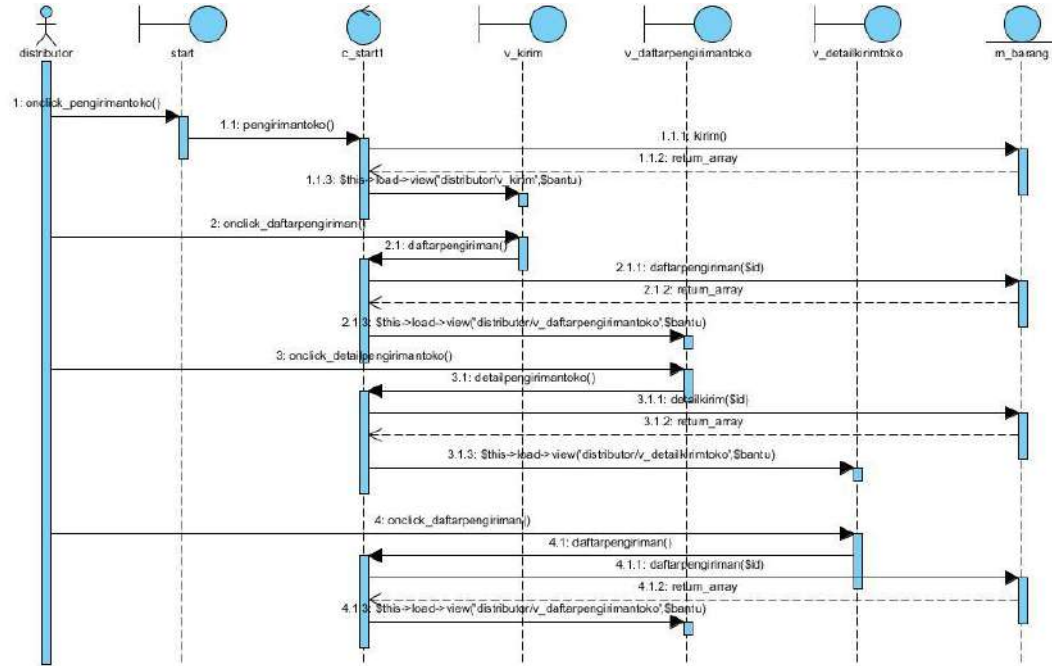 distributor
start
c_start1
v_kirim
v_daftarpengirimantoko
v_detailkirimtoko
m_barang
1: onclick_pengirimantoko()
1.1: pengirimantoko()
1.1.1: kirim()
1.1.2: return_array
1.1.3: $this->load->view("distributor/v_kirim",$bantu)
2: onclick_daftarpengiriman()
2.1: daftarpengiriman()
2.1.1: daftarpengiriman($id)
2.1.2: return_array
2.1.3: $this->load->view("distributor/v_daftarpengirimantoko",$bantu)
3: onclick_detailpengirimantoko()
3.1: detailpengirimantoko()
3.1.1: detailkirim($id)
3.1.2: return_array
3.1.3: $this->load->view("distributor/v_detailkirimtoko",$bantu)
4: onclick_daftarpengiriman()
4.1: daftarpengiriman()
4.1.1: daftarpengiriman($id)
4.1.2: return_array
4.1.3: $this->load->view("distributor/v_daftarpengirimantoko",$bantu)